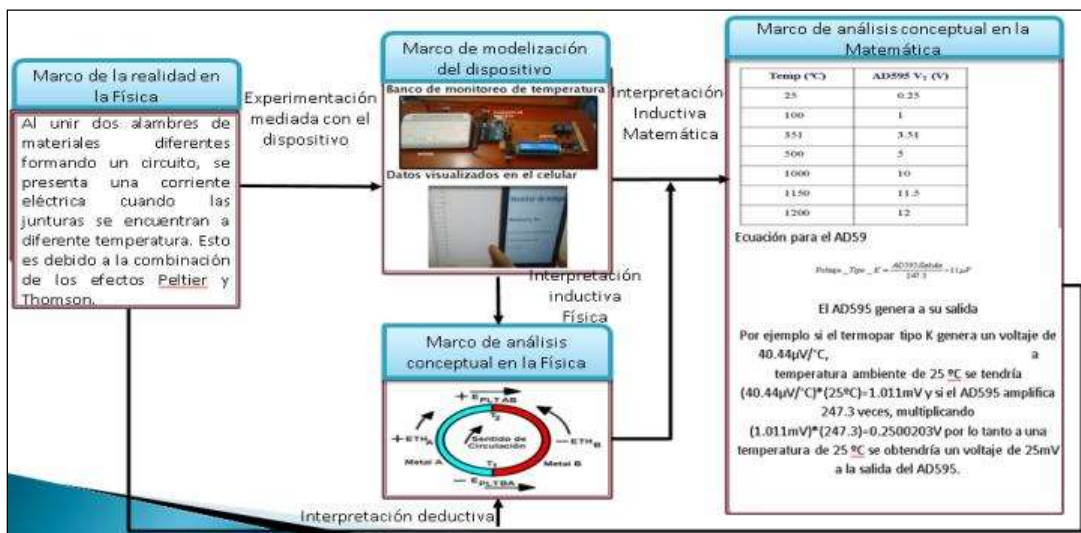 Marco de la realidad en
la Física
Al unir dos alambres de
materiales diferentes
formando un circuito, se
presenta una corriente
eléctrica cuando las
junturas se encuentran a
diferente temperatura. Esto
es debido a la combinación
de los efectos Peltier y
Thomson.
Experimentación
mediada con el
dispositivo
Marco de modelización
del dispositivo
Banco de monitoreo de temperatura
Datos visualizados en el celular
Interpretación
Inductiva
Matemática
Interpretación
inductiva
Física
Marco de análisis
conceptual en la Física
+ E PLTAB
T2
+ETH A
Sentido de
Circulación
−ETH B
Metal A
T1
Metal B
− E PLTBA
Interpretación deductiva
Marco de análisis conceptual en la
Matemática
Temp (ºC) AD595 V_T (V)
25 0.25
100 1
351 3.51
500 5
1000 10
1150 11.5
1200 12
Ecuación para el AD59
El AD595 genera a su salida
Por ejemplo si el termopar tipo K genera un voltaje de
40.44µV/°C, a
temperatura ambiente de 25 ºC se tendría
(40.44µV/°C)*(25ºC)=1.011mV y si el AD595 amplifica
247.3 veces, multiplicando
(1.011mV)*(247.3)=0.2500203V por lo tanto a una
temperatura de 25 ºC se obtendría un voltaje de 25mV
a la salida del AD595.